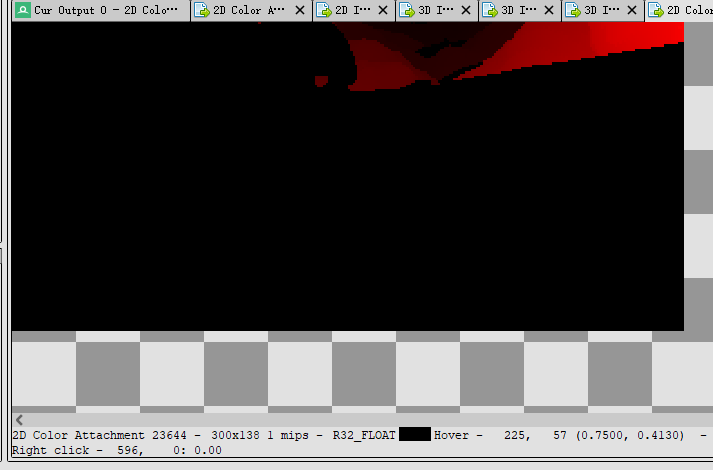 Cur Output 0 - 2D Colo··· 2D Color A··· 2D I··· 3D I··· 3D I··· 3D I··· 2D Color
2D Color Attachment 23644 - 300x138 1 mips - R32_FLOAT Hover - 225, 57 (0.7500, 0.4130) -
Right click - 596, 0: 0.00